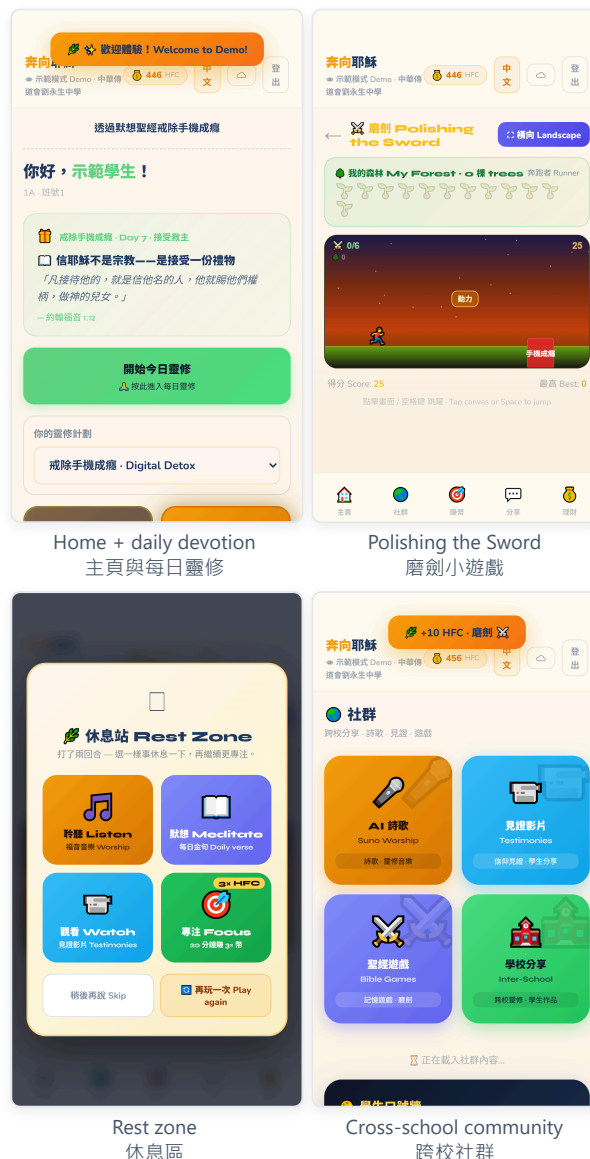 歡迎體驗！Welcome to Demo!
奔向耶穌
示範模式 Demo · 中華傳道會劉永生中學
446 HFC
中文
登出
透過默想聖經戒除手機成癮
你好，示範學生！
1A · 班號1
戒除手機成癮 · Day 7 · 接受救主
信耶穌不是宗教——是接受一份禮物
「凡接待他的，就是信他名的人，他就賜他們權
柄，做神的兒女。」
— 約翰福音 1:12
開始今日靈修
按此進入每日靈修
你的靈修計劃
戒除手機成癮 · Digital Detox
Home + daily devotion
主頁與每日靈修
奔向耶穌
示範模式 Demo · 中華傳
道會劉永生中學
446 HFC
中文
登出
← 磨劍 Polishing
the Sword
橫向 Landscape
我的森林 My Forest · 0 棵 trees 奔跑者 Runner
0/6
25
0
動力
手機成癮
得分 Score: 25
最高 Best: 0
點擊畫面 / 空格鍵 跳躍 · Tap canvas or Space to jump
主頁
社群
賺幣
分享
理財
Polishing the Sword
磨劍小遊戲
休息站 Rest Zone
打了兩回合 — 選一樣事休息一下，再繼續更專注。
聆聽 Listen
福音音樂 Worship
默想 Meditate
每日金句 Daily verse
觀看 Watch
見證影片 Testimonies
3× HFC
專注 Focus
20 分鐘賺 3× 幣
稍後再說 Skip
再玩一次 Play
again
Rest zone
休息區
+10 HFC · 磨劍
奔向耶穌
示範模式 Demo · 中華傳
道會劉永生中學
456 HFC
中文
登出
社群
跨校分享 · 詩歌 · 見證 · 遊戲
AI 詩歌
Suno Worship
詩歌 · 靈修音樂
見證影片
Testimonies
信仰見證 · 學生分享
聖經遊戲
Bible Games
記憶遊戲 · 磨劍
學校分享
Inter-School
跨校靈修 · 學生作品
正在載入社群內容...
Cross-school community
跨校社群